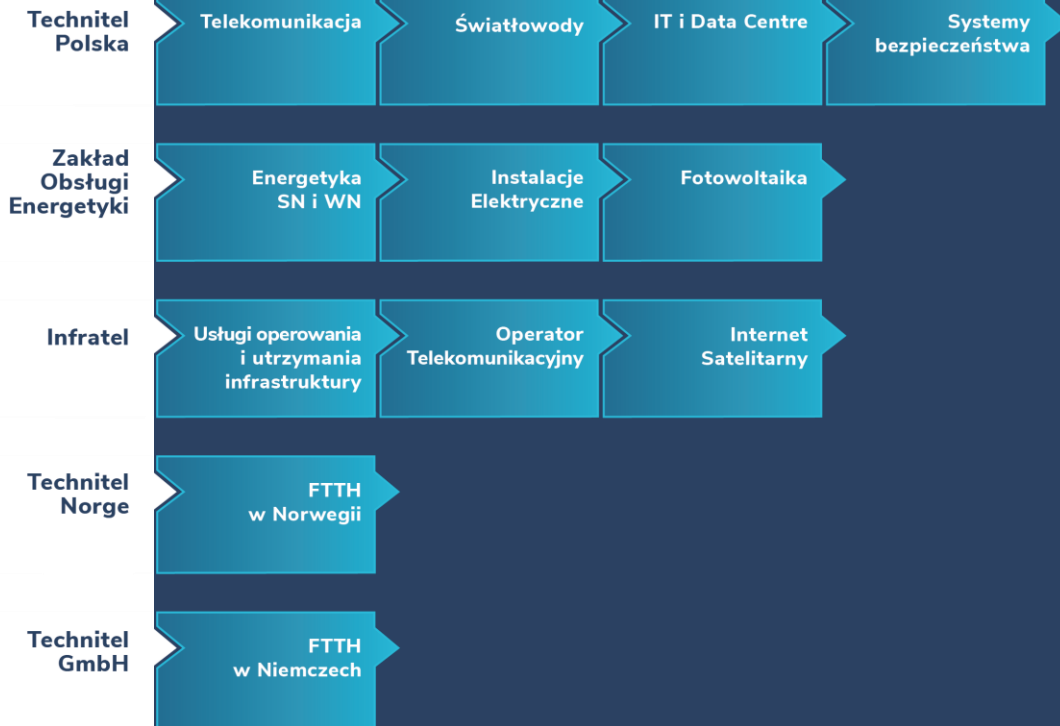 Technitel
Polska
Telekomunikacja
Światłowody
IT i Data Centre
Systemy
bezpieczeństwa
Zakład
Obsługi
Energetyki
Energetyka
SN i WN
Instalacje
Elektryczne
Fotowoltaika
Infratel
Usługi operowania
i utrzymania
infrastruktury
Operator
Telekomunikacyjny
Internet
Satelitarny
Technitel
Norge
FTTH
w Norwegii
Technitel
GmbH
FTTH
w Niemczech